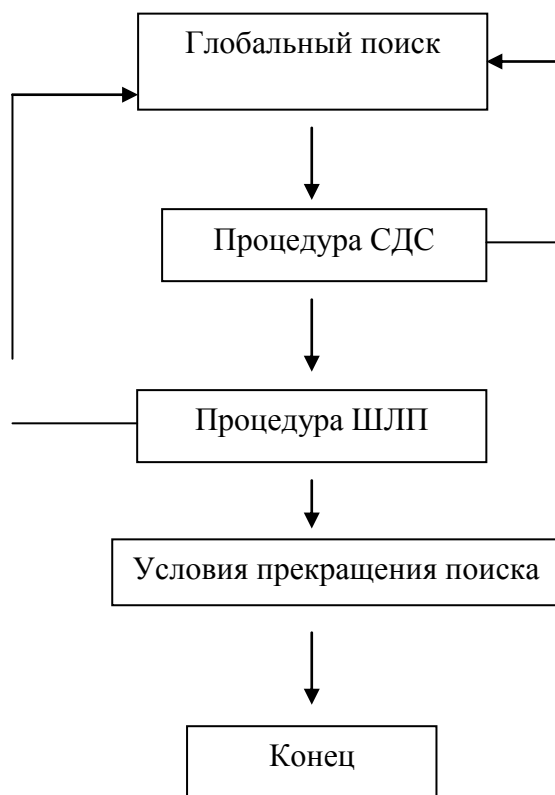 Глобальный поиск
Процедура СДС
Процедура ШЛП
Условия прекращения поиска
Конец